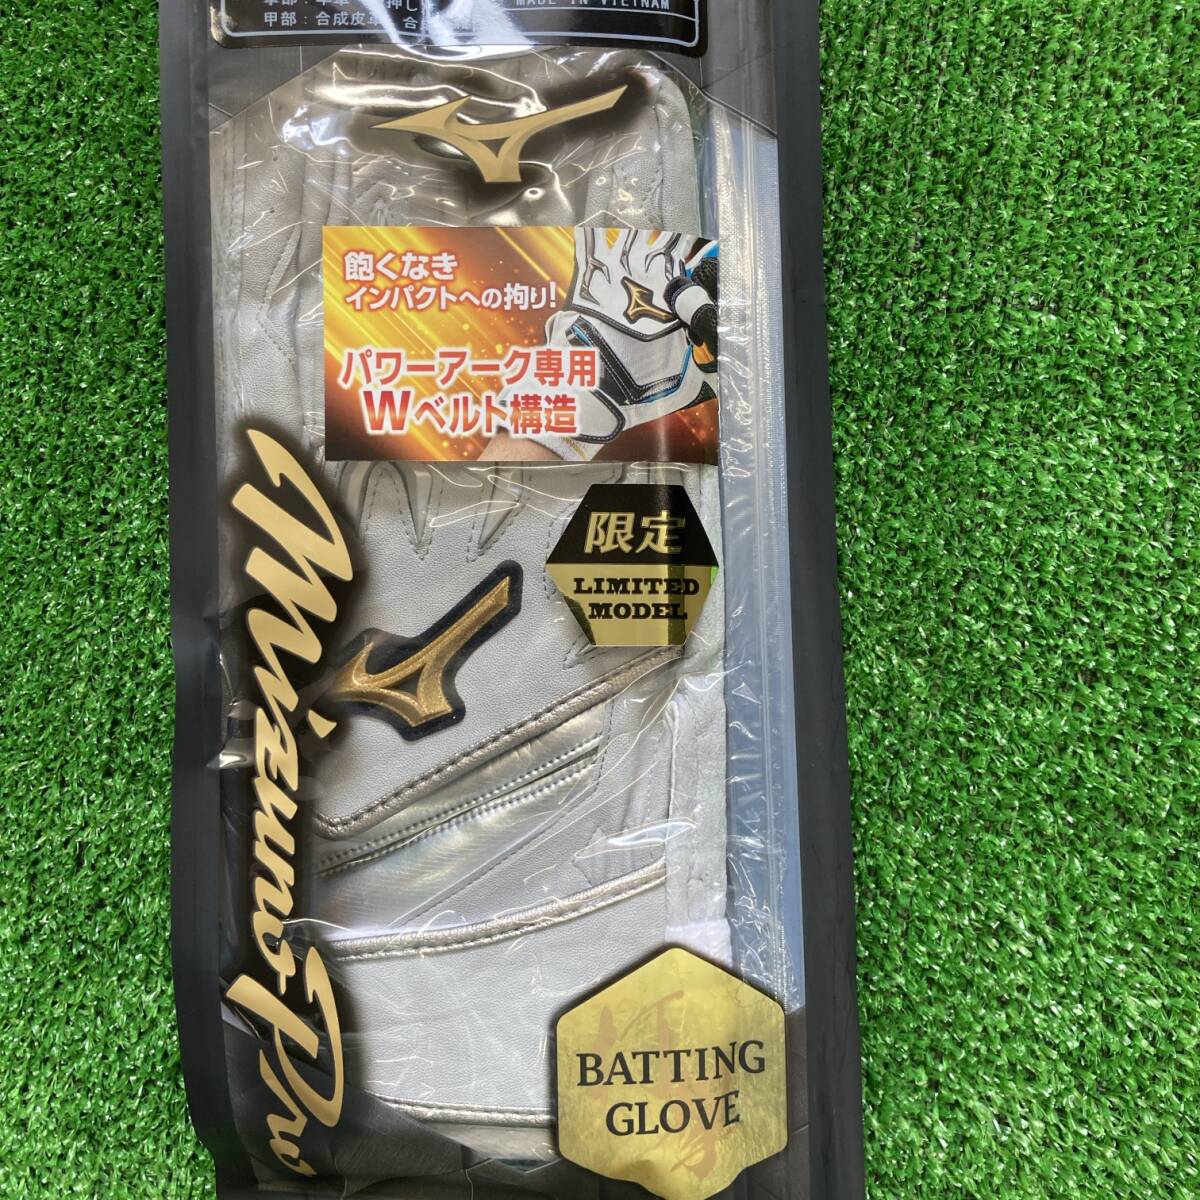 MADE IN VIETNAM
甲部：合成皮革
飽くなき
インパクトへの拘り!
パワーアーク専用
Wベルト構造
限定
LIMITED
MODEL
Mizuno Pro
BATTING
GLOVE